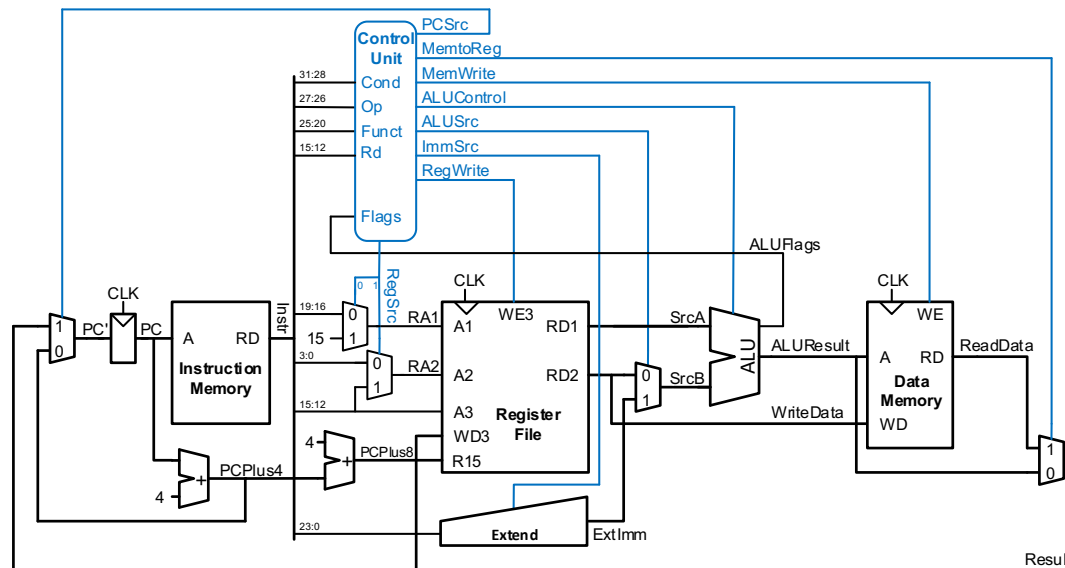 PCSrc
Control
Unit
MemtoReg
31:28
Cond
MemWrite
27:26
Op
ALUControl
25:20
Funct
ALUSrc
15:12
Rd
ImmSrc
RegWrite
Flags
ALUFlags
0 1
RegSrc
CLK
CLK
CLK
Instr
19:16
0
RA1
A1
WE3
RD1
SrcA
WE
1
PC'
PC
A
RD
15
1
ALU
ALUResult
A
RD
ReadData
0
Instruction
Memory
3:0
0
RA2
A2
RD2
0
SrcB
1
1
Data
Memory
15:12
A3
Register
File
WriteData
WD
4
WD3
1
PCPlus4
+
PCPlus8
R15
0
+
4
23:0
Extend
ExtImm